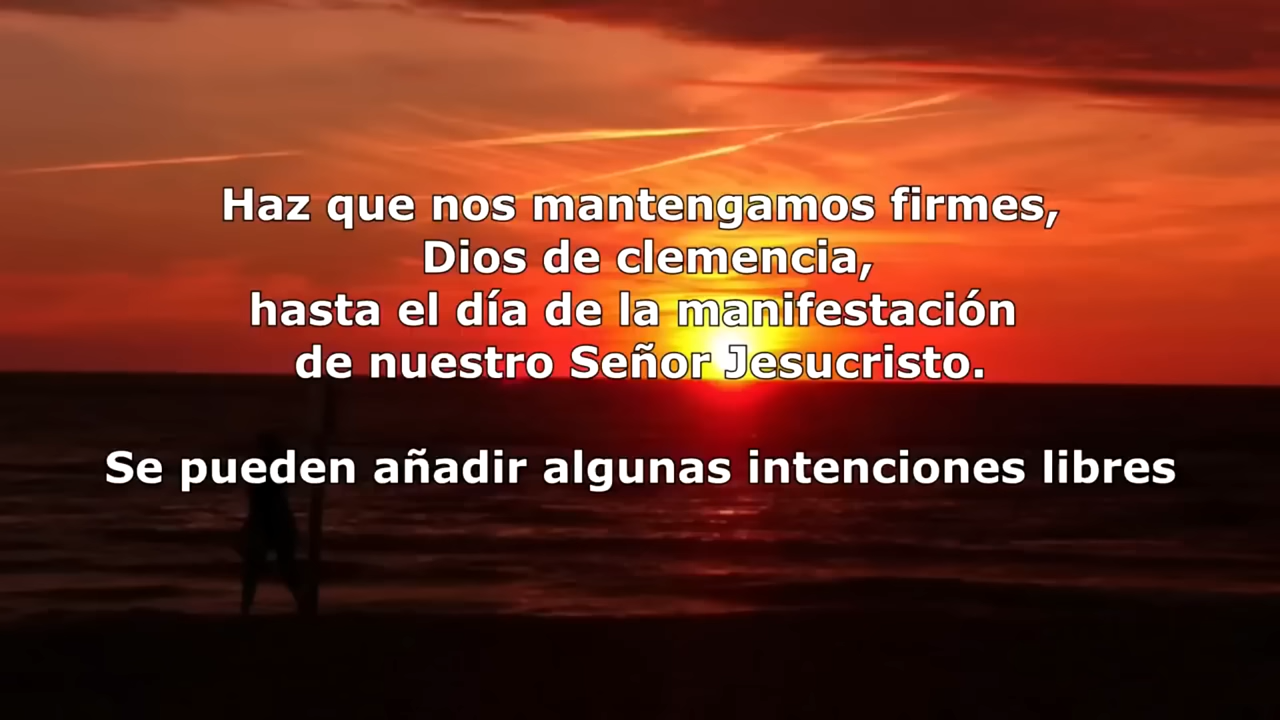 Haz que nos mantengamos firmes,
Dios de clemencia,
hasta el día de la manifestación
de nuestro Señor Jesucristo.
Se pueden añadir algunas intenciones libres